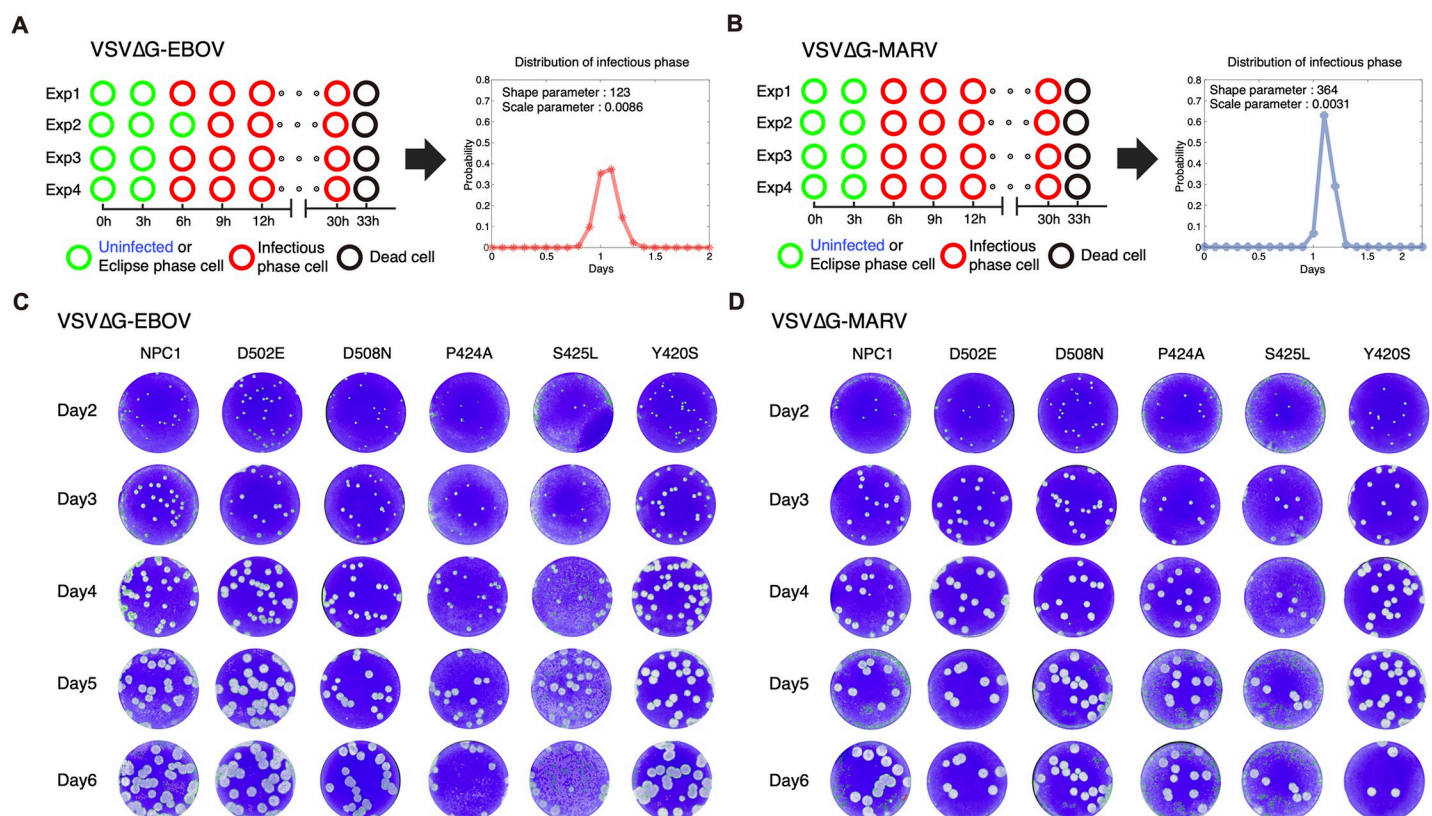 A
VSVΔG-EBOV
Exp1
Exp2
Exp3
Exp4
0h 3h 6h 9h 12h 30h 33h
Uninfected or
Eclipse phase cell
Infectious
phase cell
Dead cell
Distribution of infectious phase
Shape parameter : 123
Scale parameter : 0.0086
Probability
0.8
0.7
0.6
0.5
0.4
0.3
0.2
0.1
0
0 0.5 1 1.5 2
Days
B
VSVΔG-MARV
Exp1
Exp2
Exp3
Exp4
0h 3h 6h 9h 12h 30h 33h
Uninfected or
Eclipse phase cell
Infectious
phase cell
Dead cell
Distribution of infectious phase
Shape parameter : 364
Scale parameter : 0.0031
Probability
0.8
0.7
0.6
0.5
0.4
0.3
0.2
0.1
0
0 0.5 1 1.5 2
Days
C
VSVΔG-EBOV
NPC1 D502E D508N P424A S425L Y420S
Day2
Day3
Day4
Day5
Day6
D
VSVΔG-MARV
NPC1 D502E D508N P424A S425L Y420S
Day2
Day3
Day4
Day5
Day6